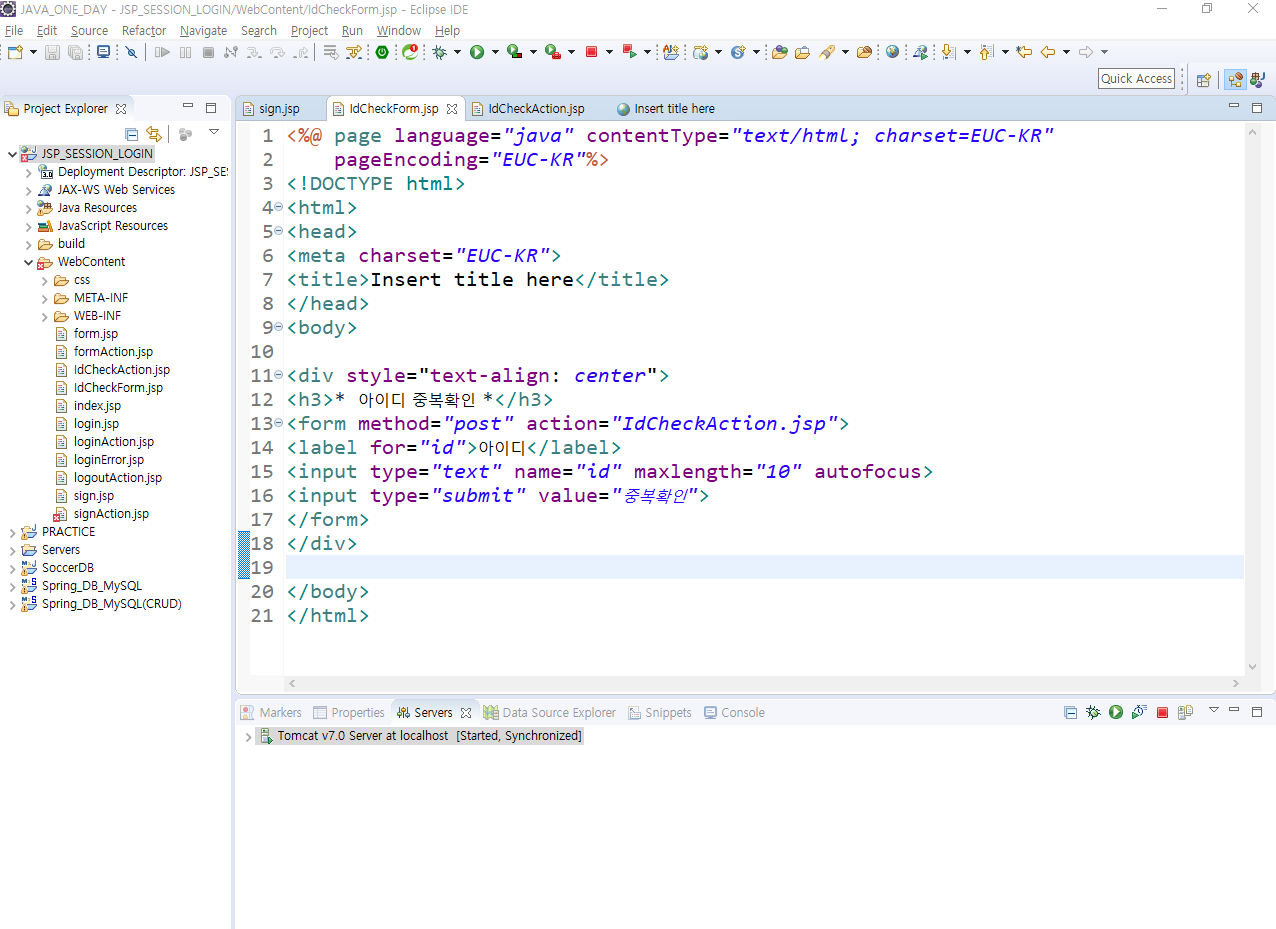 JAVA_ONE_DAY - JSP_SESSION_LOGIN/WebContent/IdCheckForm.jsp - Eclipse IDE
File Edit Source Refactor Navigate Search Project Run Window Help
Quick Access
Project Explorer
JSP_SESSION_LOGIN
Deployment Descriptor: JSP_SES
JAX-WS Web Services
Java Resources
JavaScript Resources
build
WebContent
css
META-INF
WEB-INF
form.jsp
formAction.jsp
IdCheckAction.jsp
IdCheckForm.jsp
index.jsp
login.jsp
loginAction.jsp
loginError.jsp
logoutAction.jsp
sign.jsp
signAction.jsp
PRACTICE
Servers
SoccerDB
Spring_DB_MySQL
Spring_DB_MySQL(CRUD)
sign.jsp IdCheckForm.jsp IdCheckAction.jsp Insert title here
1 <%@ page language="java" contentType="text/html; charset=EUC-KR"
2     pageEncoding="EUC-KR"%>
3 <!DOCTYPE html>
4 <html>
5 <head>
6 <meta charset="EUC-KR">
7 <title>Insert title here</title>
8 </head>
9 <body>
10
11 <div style="text-align: center">
12 <h3>* 아이디 중복확인 *</h3>
13 <form method="post" action="IdCheckAction.jsp">
14 <label for="id">아이디</label>
15 <input type="text" name="id" maxlength="10" autofocus>
16 <input type="submit" value="중복확인">
17 </form>
18 </div>
19
20 </body>
21 </html>
Markers Properties Servers Data Source Explorer Snippets Console
Tomcat v7.0 Server at localhost [Started, Synchronized]